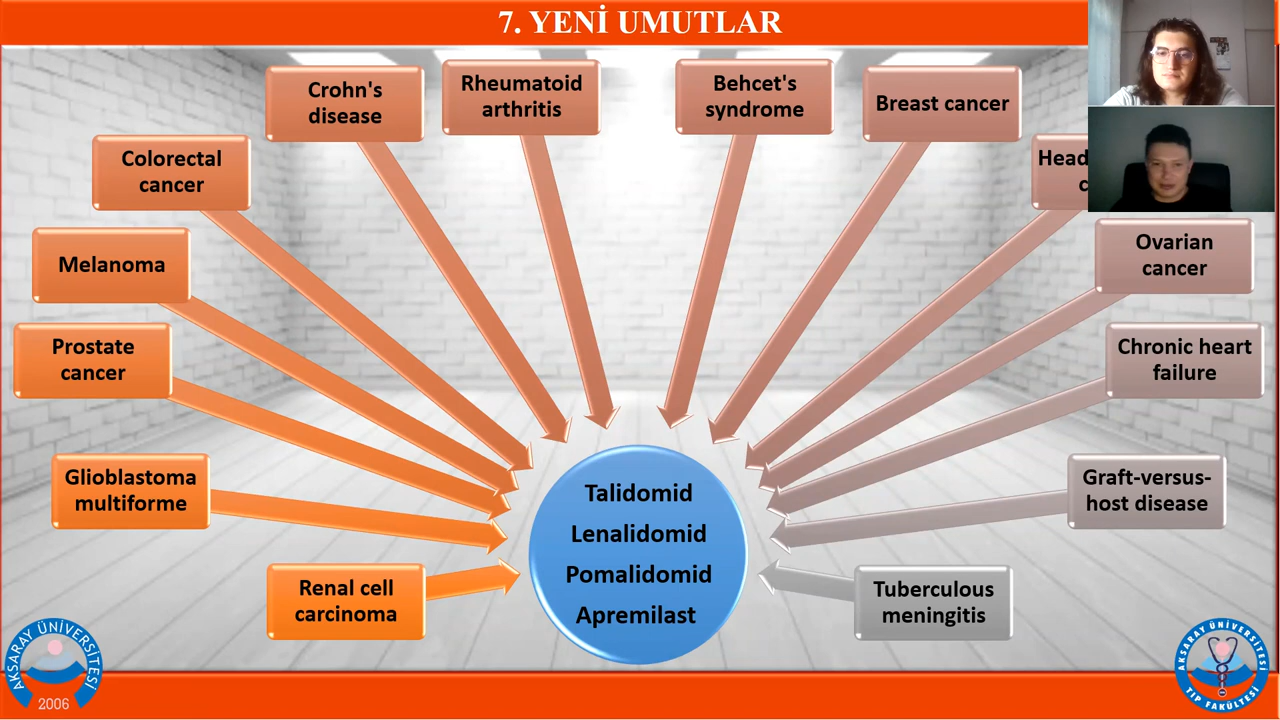 7. YENİ UMUTLAR
Crohn's
disease
Rheumatoid
arthritis
Behcet's
syndrome
Breast cancer
Colorectal
cancer
Head
Melanoma
Ovarian
cancer
Prostate
cancer
Chronic heart
failure
Glioblastoma
multiforme
Graft-versus-
host disease
Renal cell
carcinoma
Tuberculous
meningitis
Talidomid
Lenalidomid
Pomalidomid
Apremilast
AKSARAY ÜNİVERSİTESİ
2006
AKSARAY ÜNİVERSİTESİ
TIP FAKÜLTESİ